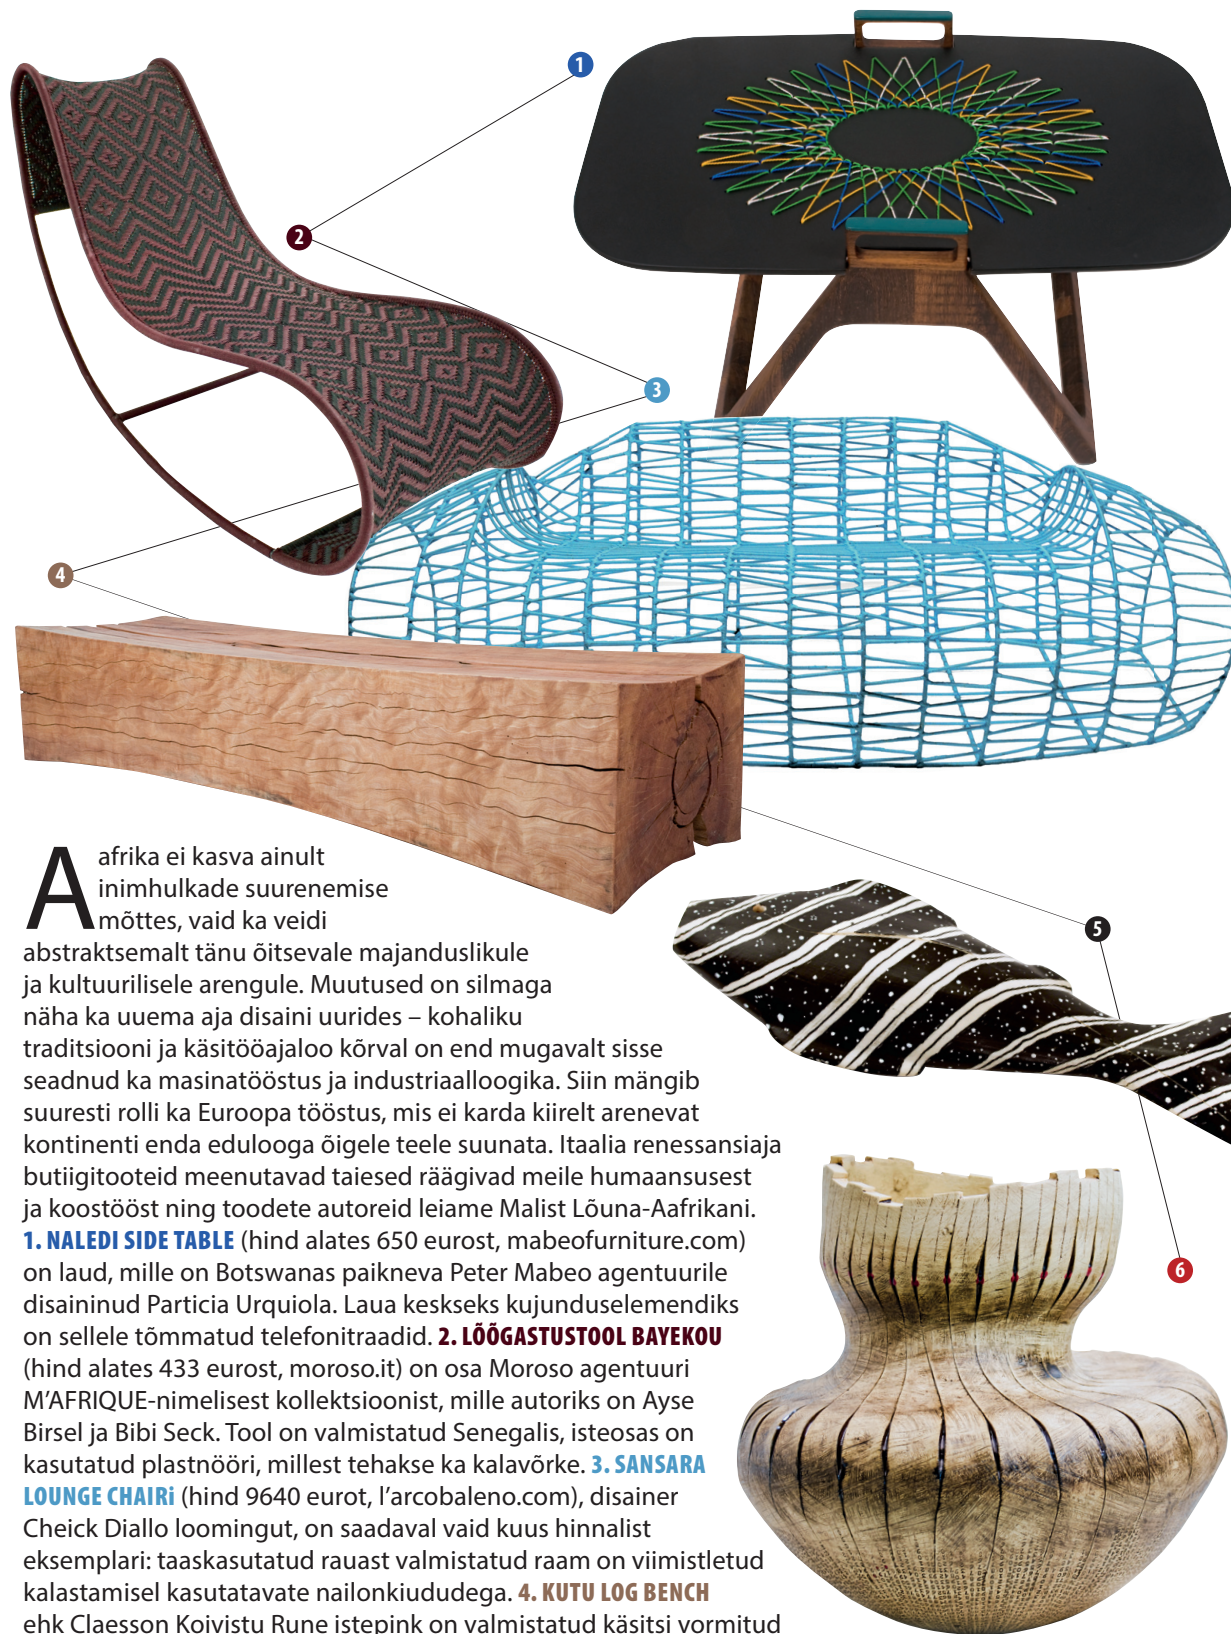 1
2
3
4
5
6
Aafrika ei kasva ainult
inimhulkade suurenemise
mõttes, vaid ka veidi
abstraktsemalt tänu õitsevale majanduslikule
ja kultuurilisele arengule. Muutused on silmaga
näha ka uuema aja disaini uurides – kohaliku
traditsiooni ja käsitööajaloo kõrval on end mugavalt sisse
seadnud ka masinatööstus ja industriaalloogika. Siin mängib
suuresti rolli ka Euroopa tööstus, mis ei karda kiirelt arenevat
kontinenti enda edulooga õigele teele suunata. Itaalia renessansiaja
butiigitooteid meenutavad taiesed räägivad meile humaansusest
ja koostööst ning toodete autoreid leiame Malist Lõuna-Aafrikani.
1. NALEDI SIDE TABLE (hind alates 650 eurost, mabeofurniture.com)
on laud, mille on Botswanas paikneva Peter Mabeo agentuurile
disaininud Particia Urquiola. Laua keskseks kujunduselemendiks
on sellele tõmmatud telefonitraadid. 2. LÕÕGASTUSTOOL BAYEKOU
(hind alates 433 eurost, moroso.it) on osa Moroso agentuuri
M'AFRIQUE-nimelisest kollektsioonist, mille autoriks on Ayse
Birsel ja Bibi Seck. Tool on valmistatud Senegalis, isteosas on
kasutatud plastnööri, millest tehakse ka kalavõrke. 3. SANSARA
LOUNGE CHAIRi (hind 9640 eurot, l'arcobaleno.com), disainer
Cheick Diallo loomingut, on saadaval vaid kuus hinnalist
eksemplari: taaskasutatud rauast valmistatud raam on viimistletud
kalastamisel kasutatavate nailonkiududega. 4. KUTU LOG BENCH
ehk Claesson Koivistu Rune istepink on valmistatud käsitsi vormitud